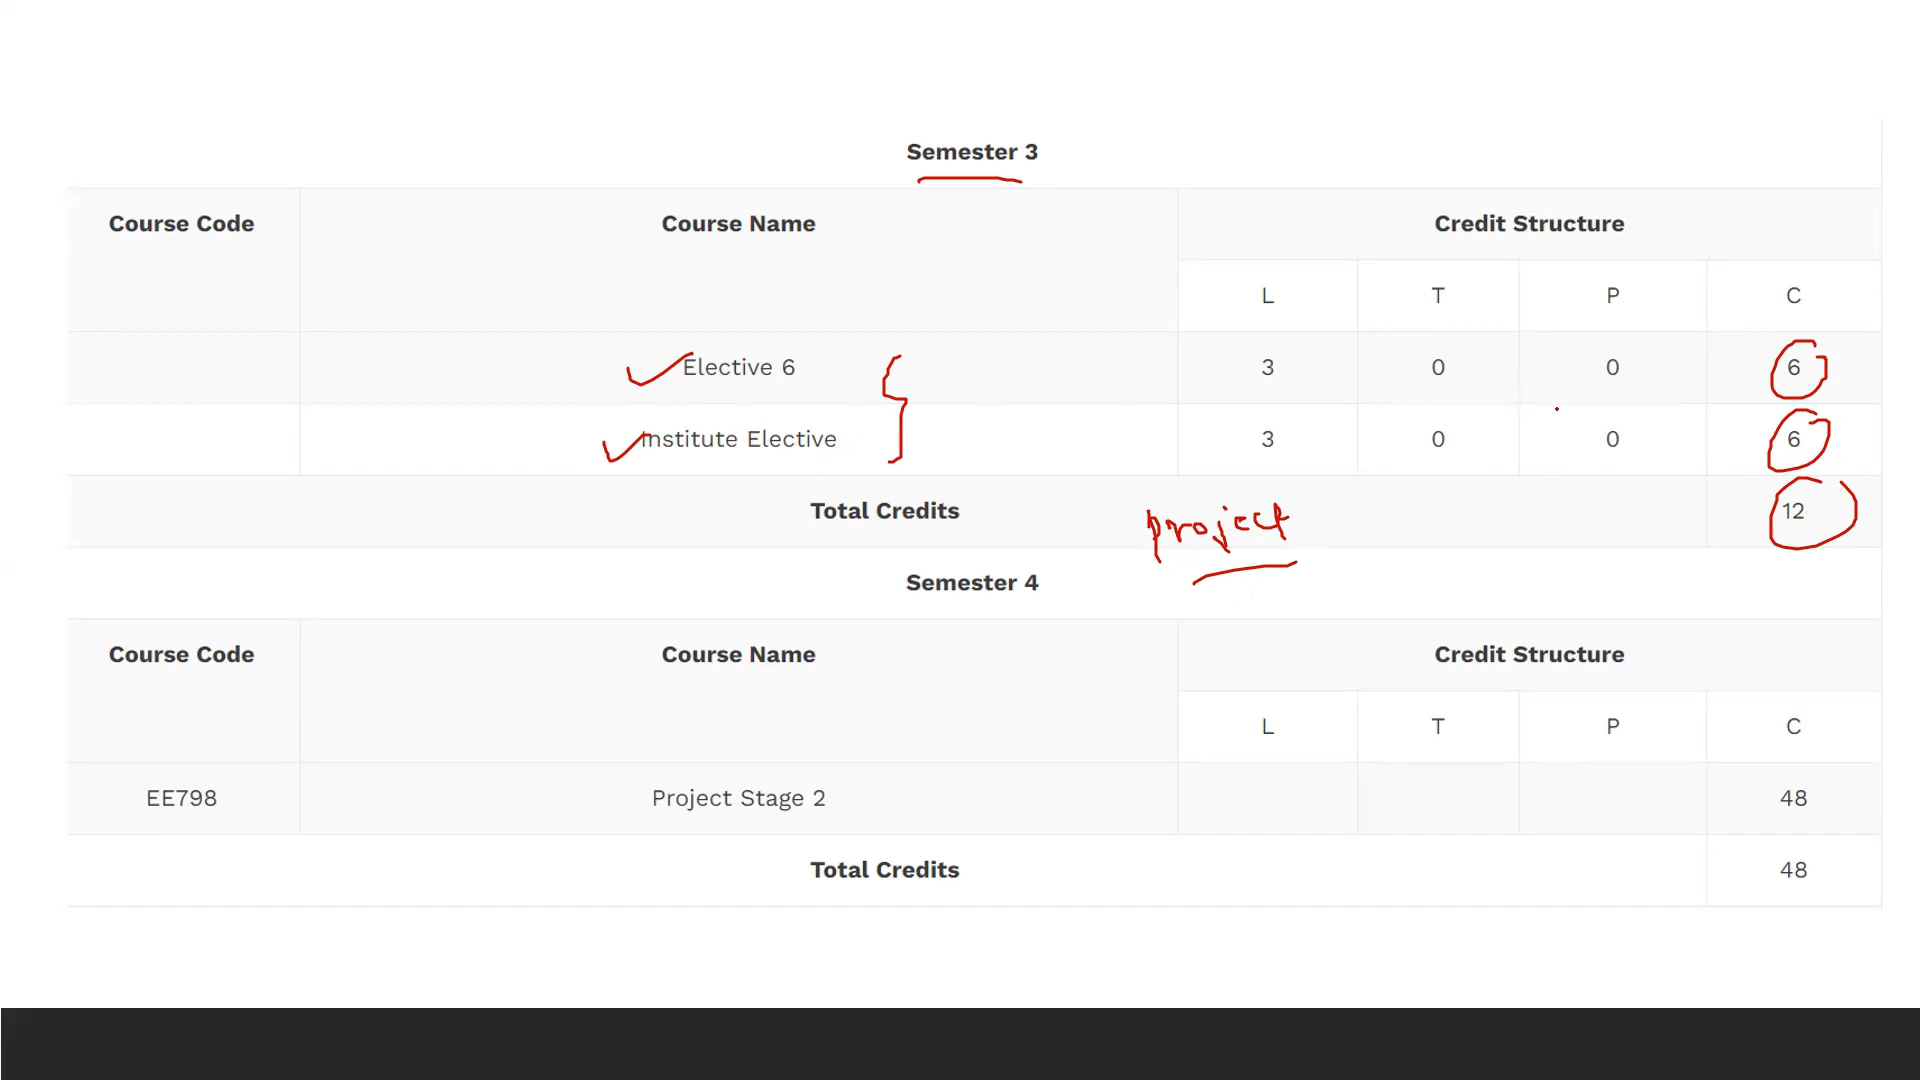 Semester 3
Course Code Course Name Credit Structure
L T P C
Elective 6 3 0 0 6
Institute Elective 3 0 0 6
Total Credits 12
project
Semester 4
Course Code Course Name Credit Structure
L T P C
EE798 Project Stage 2 48
Total Credits 48